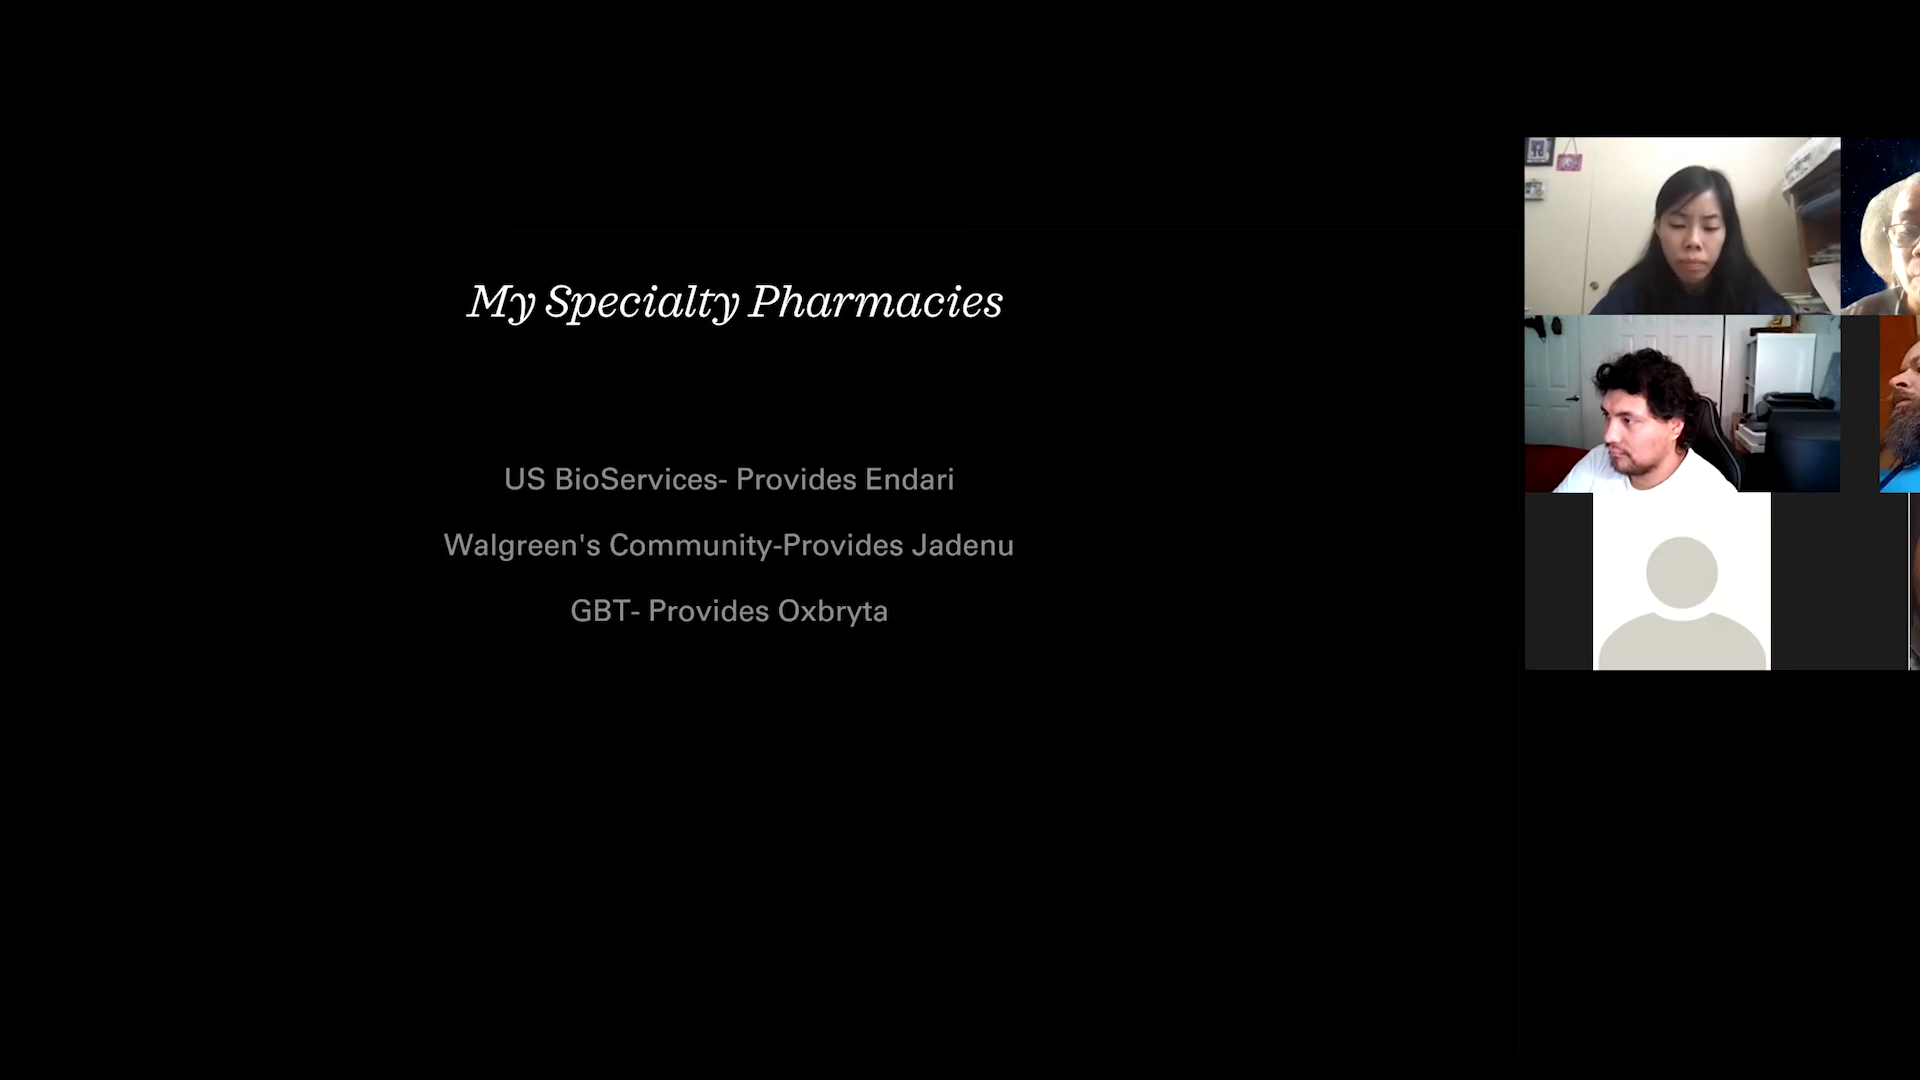 My Specialty Pharmacies
US BioServices- Provides Endari
Walgreen's Community-Provides Jadenu
GBT- Provides Oxbryta